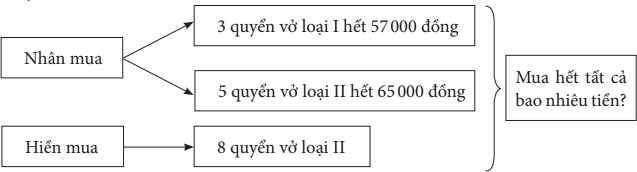 3 quyển vở loại I hết 57 000 đồng
Nhân mua
5 quyển vở loại II hết 65 000 đồng
Mua hết tất cả
bao nhiêu tiền?
Hiển mua
8 quyển vở loại II